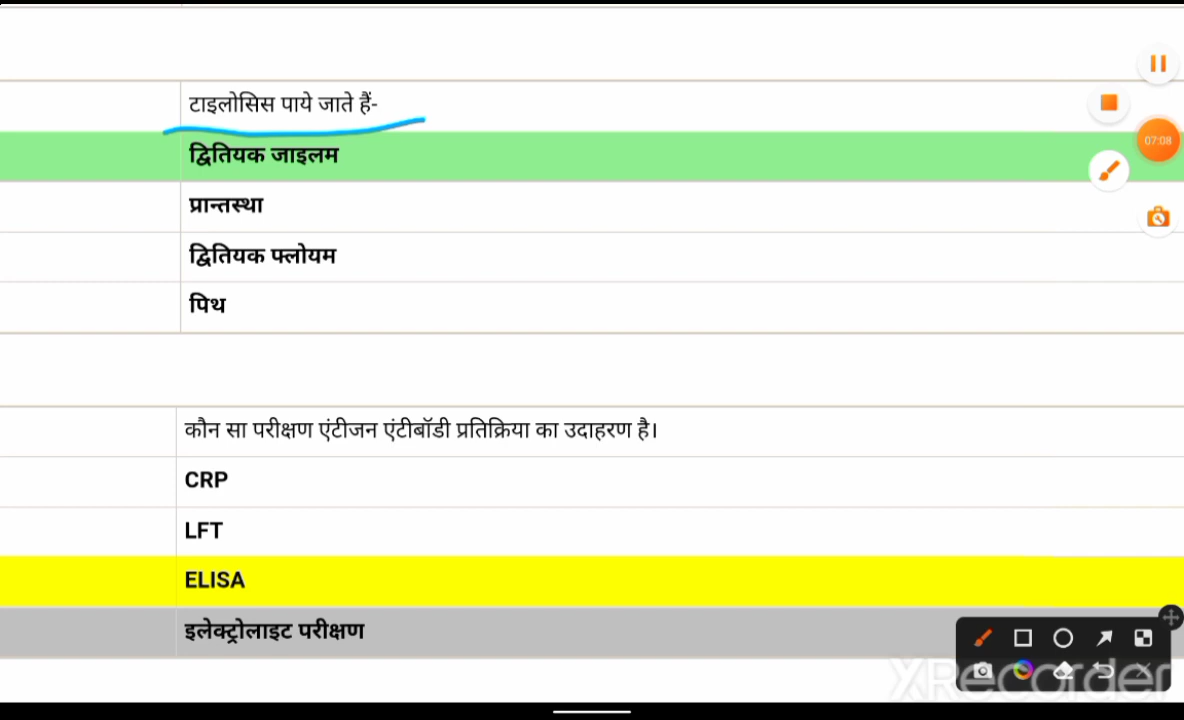 टाइलोसिस पाये जाते हैं-
द्वितियक जाइलम
प्रान्तस्था
द्वितियक फ्लोयम
पिथ
कौन सा परीक्षण एंटीजन एंटीबॉडी प्रतिक्रिया का उदाहरण है।
CRP
LFT
ELISA
इलेक्ट्रोलाइट परीक्षण
07:08
XRecorder